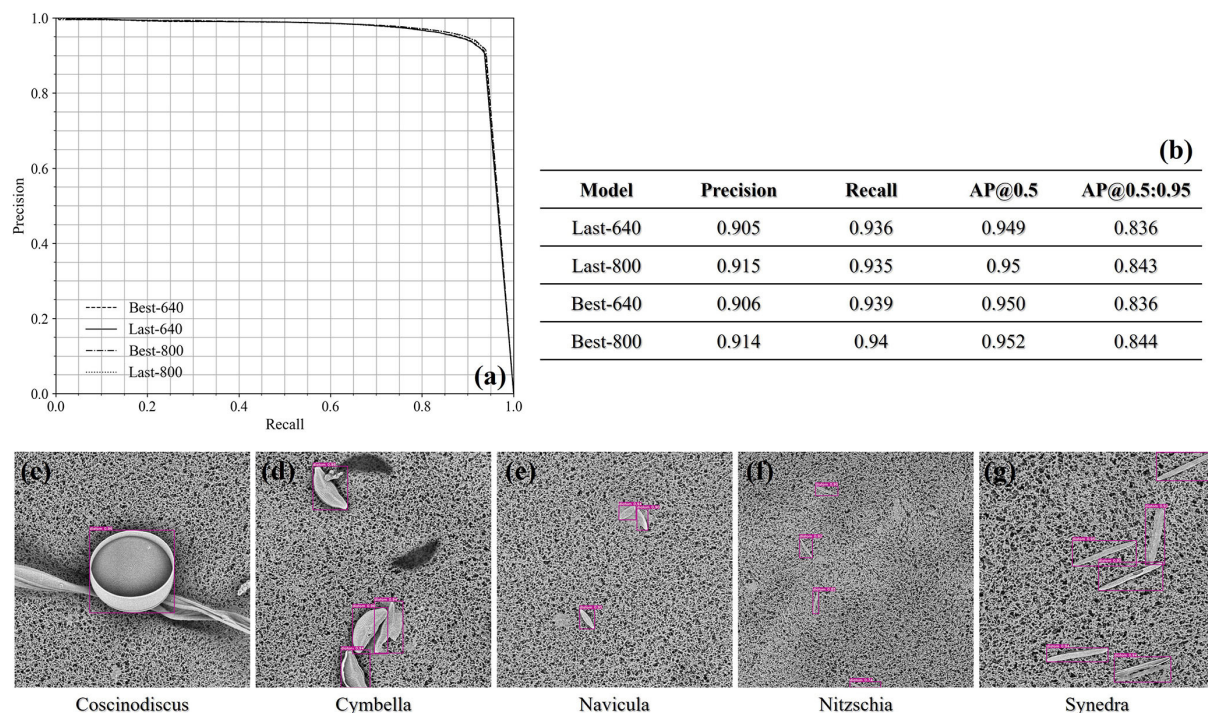 1.0
0.8
0.6
0.4
0.2
0.0
Precision
0.0 0.2 0.4 0.6 0.8 1.0
Recall
Best-640
Last-640
Best-800
Last-800
(a)
(b)
Model Precision Recall AP@0.5 AP@0.5:0.95
Last-640 0.905 0.936 0.949 0.836
Last-800 0.915 0.935 0.95 0.843
Best-640 0.906 0.939 0.950 0.836
Best-800 0.914 0.94 0.952 0.844
(c) (d) (e) (f) (g)
Coscinodiscus Cymbella Navicula Nitzschia Synedra